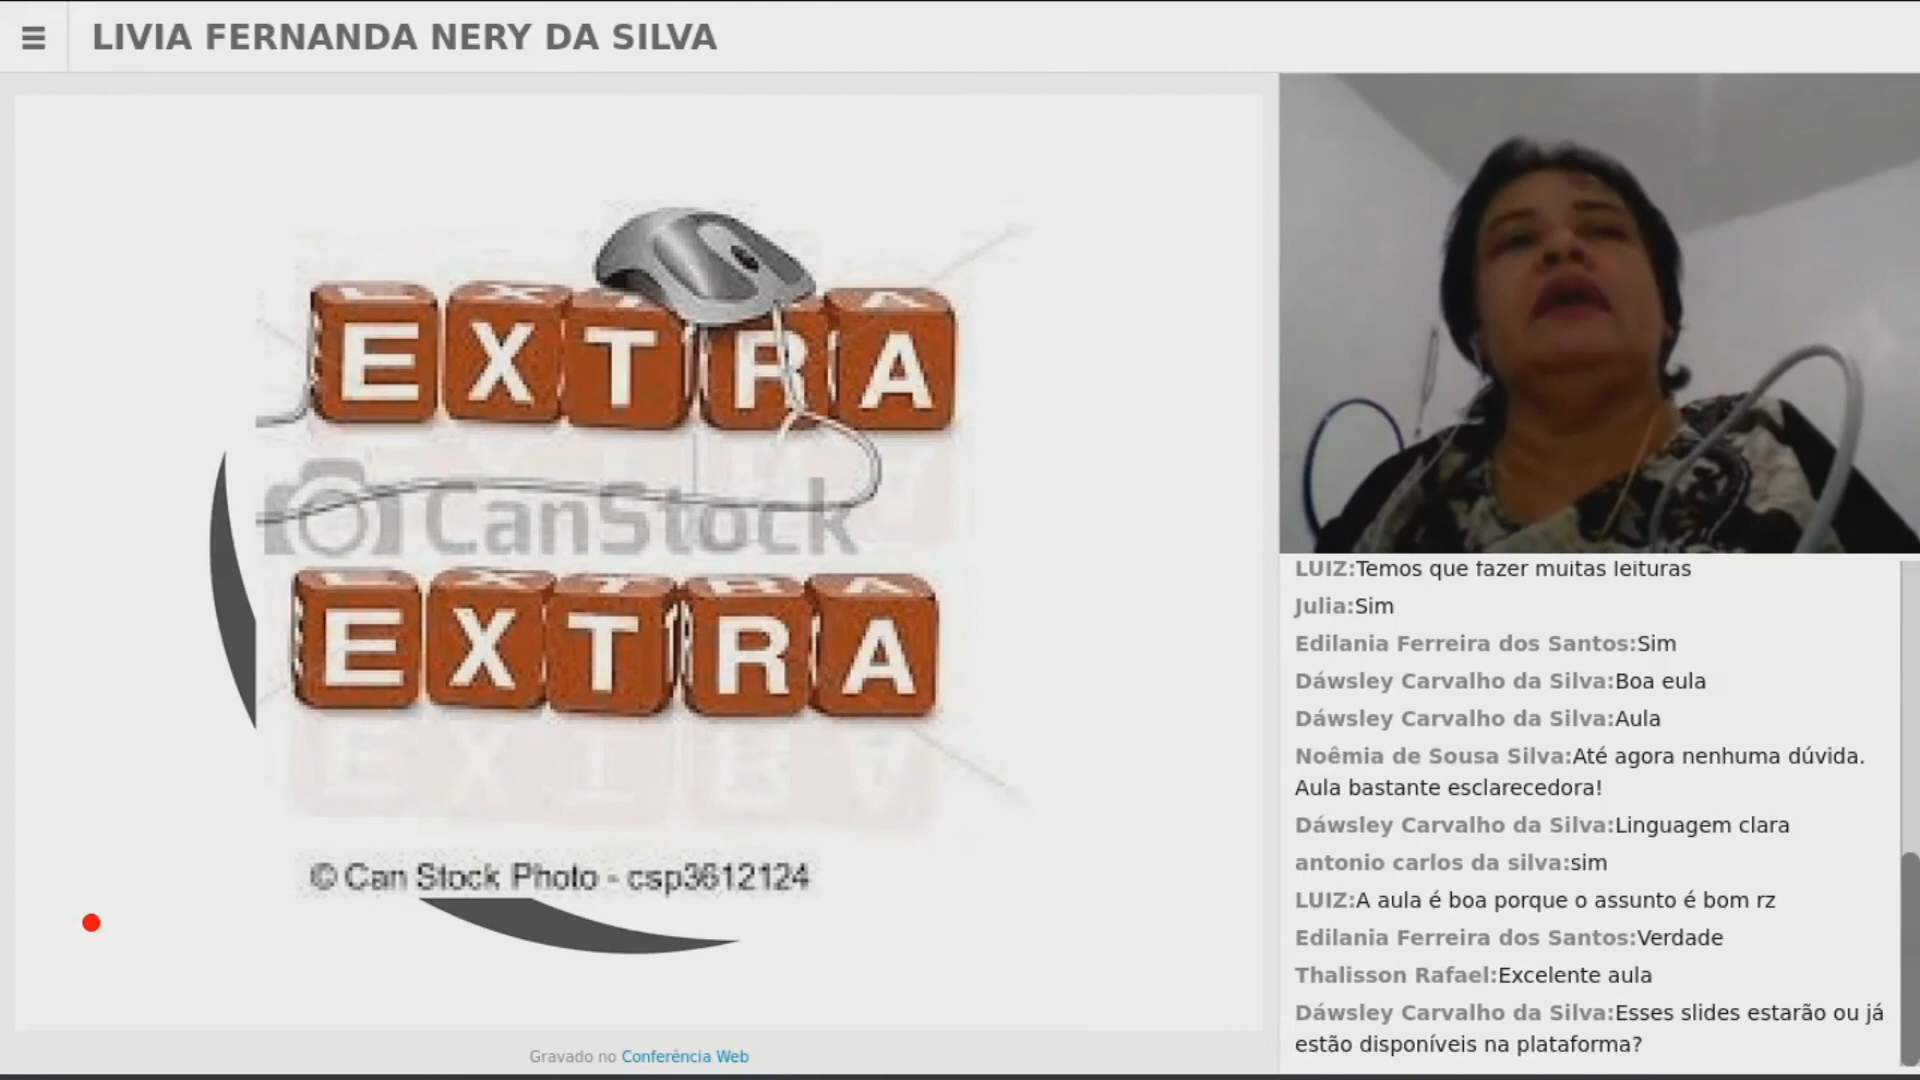 LIVIA FERNANDA NERY DA SILVA
EXTRA
CanStock
EXTRA
© Can Stock Photo - csp3612124
Gravado no Conferência Web
LUIZ:Temos que fazer muitas leituras
Julia:Sim
Edilania Ferreira dos Santos:Sim
Dáwsley Carvalho da Silva:Boa eula
Dáwsley Carvalho da Silva:Aula
Noêmia de Sousa Silva:Até agora nenhuma dúvida.
Aula bastante esclarecedora!
Dáwsley Carvalho da Silva:Linguagem clara
antonio carlos da silva:sim
LUIZ:A aula é boa porque o assunto é bom rz
Edilania Ferreira dos Santos:Verdade
Thalisson Rafael:Excelente aula
Dáwsley Carvalho da Silva:Esses slides estarão ou já
estão disponíveis na plataforma?